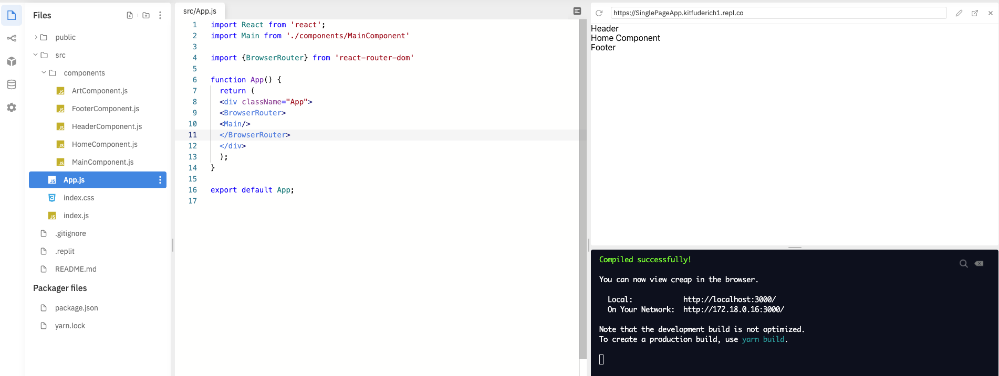 Files
public
src
components
ArtComponent.js
FooterComponent.js
HeaderComponent.js
HomeComponent.js
MainComponent.js
App.js
index.css
index.js
.gitignore
.replit
README.md
Packager files
package.json
yarn.lock
src/App.js
1 import React from 'react';
2 import Main from './components/MainComponent'
3
4 import {BrowserRouter} from 'react-router-dom'
5
6 function App() {
7 return (
8 <div className="App">
9 <BrowserRouter>
10 <Main/>
11 </BrowserRouter>
12 </div>
13 );
14 }
15
16 export default App;
17
https://SinglePageApp.kitfuderich1.repl.co
Header
Home Component
Footer
Compiled successfully!
You can now view creap in the browser.
Local: http://localhost:3000/
On Your Network: http://172.18.0.16:3000/
Note that the development build is not optimized.
To create a production build, use yarn build.